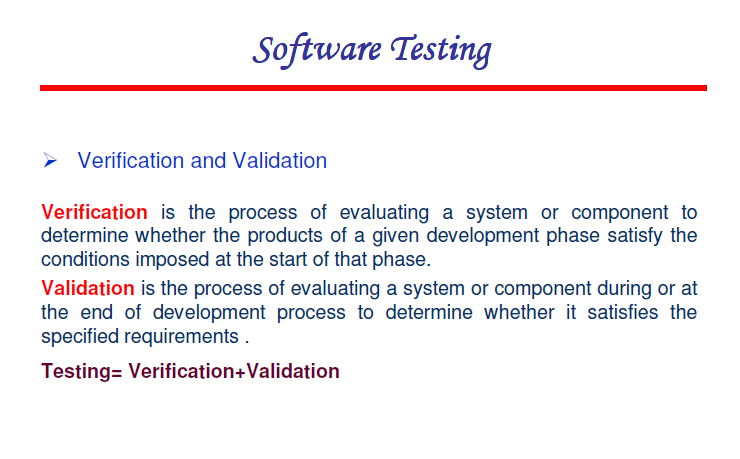 Software Testing
➢ Verification and Validation
Verification is the process of evaluating a system or component to
determine whether the products of a given development phase satisfy the
conditions imposed at the start of that phase.
Validation is the process of evaluating a system or component during or at
the end of development process to determine whether it satisfies the
specified requirements .
Testing= Verification+Validation